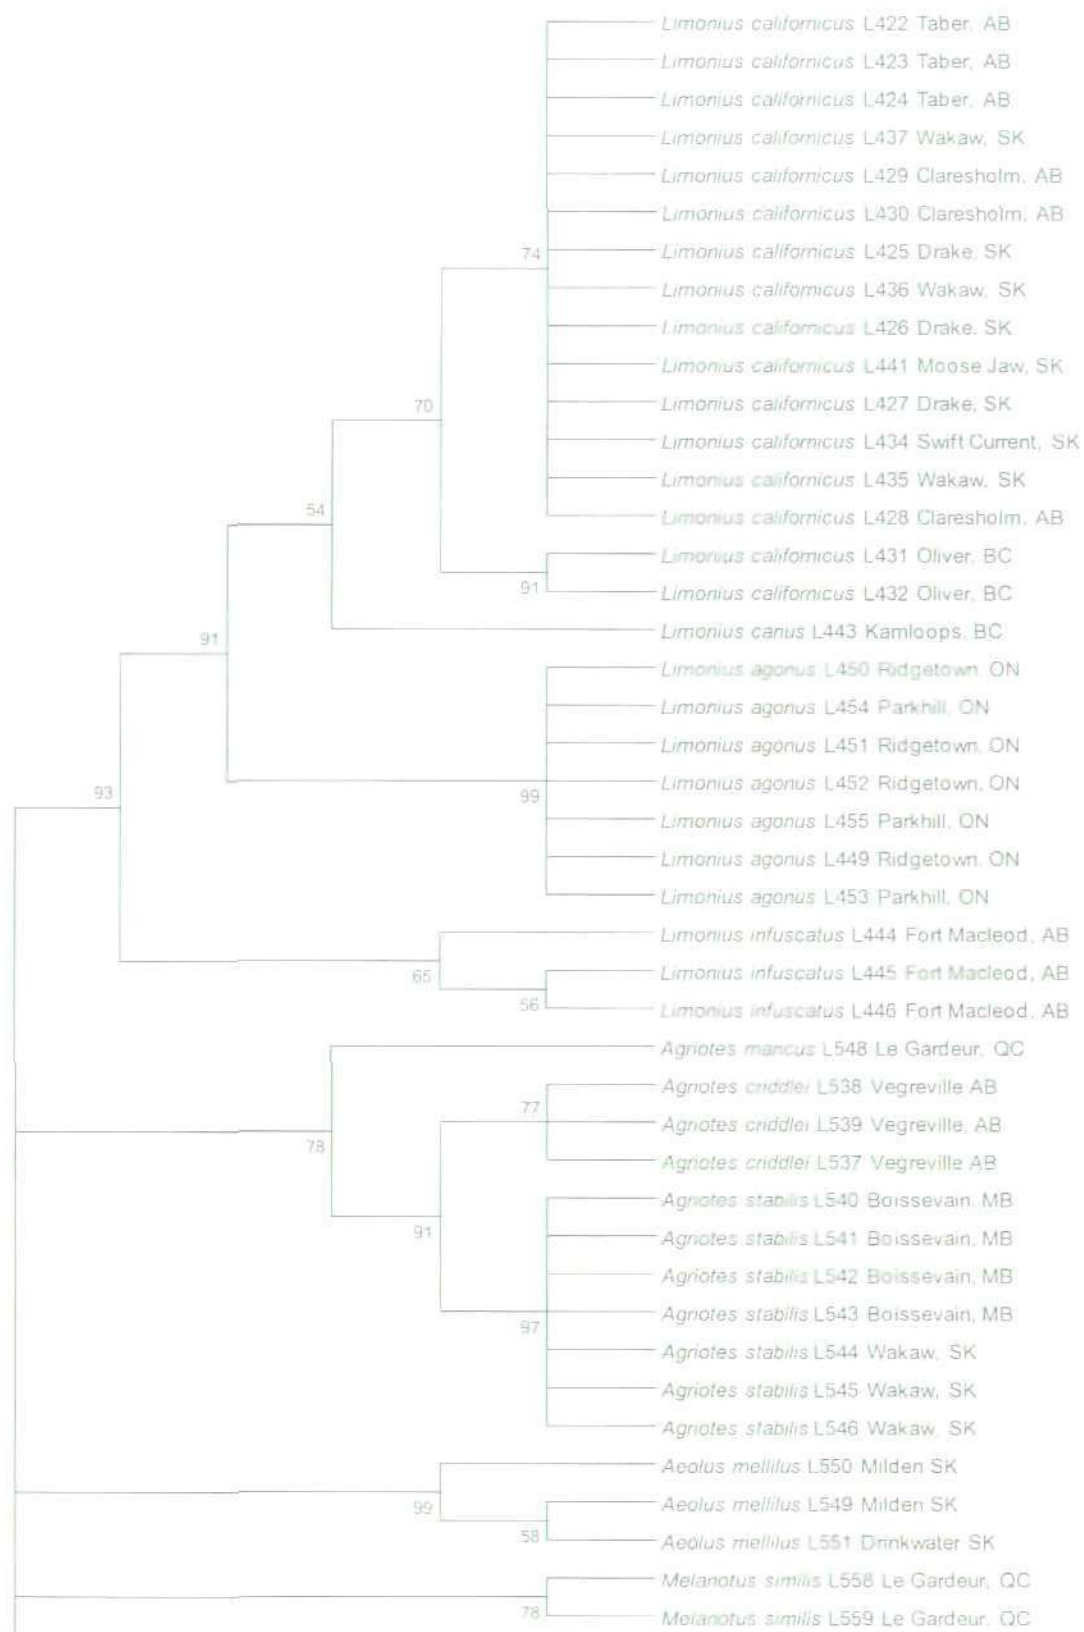 Limonius californicus L422 Taber, AB
Limonius californicus L423 Taber, AB
Limonius californicus L424 Taber, AB
Limonius californicus L437 Wakaw, SK
Limonius californicus L429 Claresholm, AB
Limonius californicus L430 Claresholm, AB
74
Limonius californicus L425 Drake, SK
Limonius californicus L436 Wakaw, SK
Limonius californicus L426 Drake, SK
Limonius californicus L441 Moose Jaw, SK
70
Limonius californicus L427 Drake, SK
Limonius californicus L434 Swift Current, SK
Limonius californicus L435 Wakaw, SK
54
Limonius californicus L428 Claresholm, AB
Limonius californicus L431 Oliver, BC
91
Limonius californicus L432 Oliver, BC
Limonius canus L443 Kamloops, BC
91
Limonius agonus L450 Ridgetown, ON
Limonius agonus L454 Parkhill, ON
Limonius agonus L451 Ridgetown, ON
Limonius agonus L452 Ridgetown, ON
93
99
Limonius agonus L455 Parkhill, ON
Limonius agonus L449 Ridgetown, ON
Limonius agonus L453 Parkhill, ON
Limonius infuscatus L444 Fort Macleod, AB
65
Limonius infuscatus L445 Fort Macleod, AB
56
Limonius infuscatus L446 Fort Macleod, AB
Agriotes mancus L548 Le Gardeur, QC
Agriotes criddlei L538 Vegreville AB
77
Agriotes criddlei L539 Vegreville, AB
78
Agriotes criddlei L537 Vegreville AB
Agriotes stabilis L540 Boissevain, MB
91
Agriotes stabilis L541 Boissevain, MB
Agriotes stabilis L542 Boissevain, MB
Agriotes stabilis L543 Boissevain, MB
97
Agriotes stabilis L544 Wakaw, SK
Agriotes stabilis L545 Wakaw, SK
Agriotes stabilis L546 Wakaw, SK
Aeolus mellilus L550 Milden SK
99
Aeolus mellilus L549 Milden SK
58
Aeolus mellilus L551 Drinkwater SK
Melanotus similis L558 Le Gardeur, QC
78
Melanotus similis L559 Le Gardeur, QC